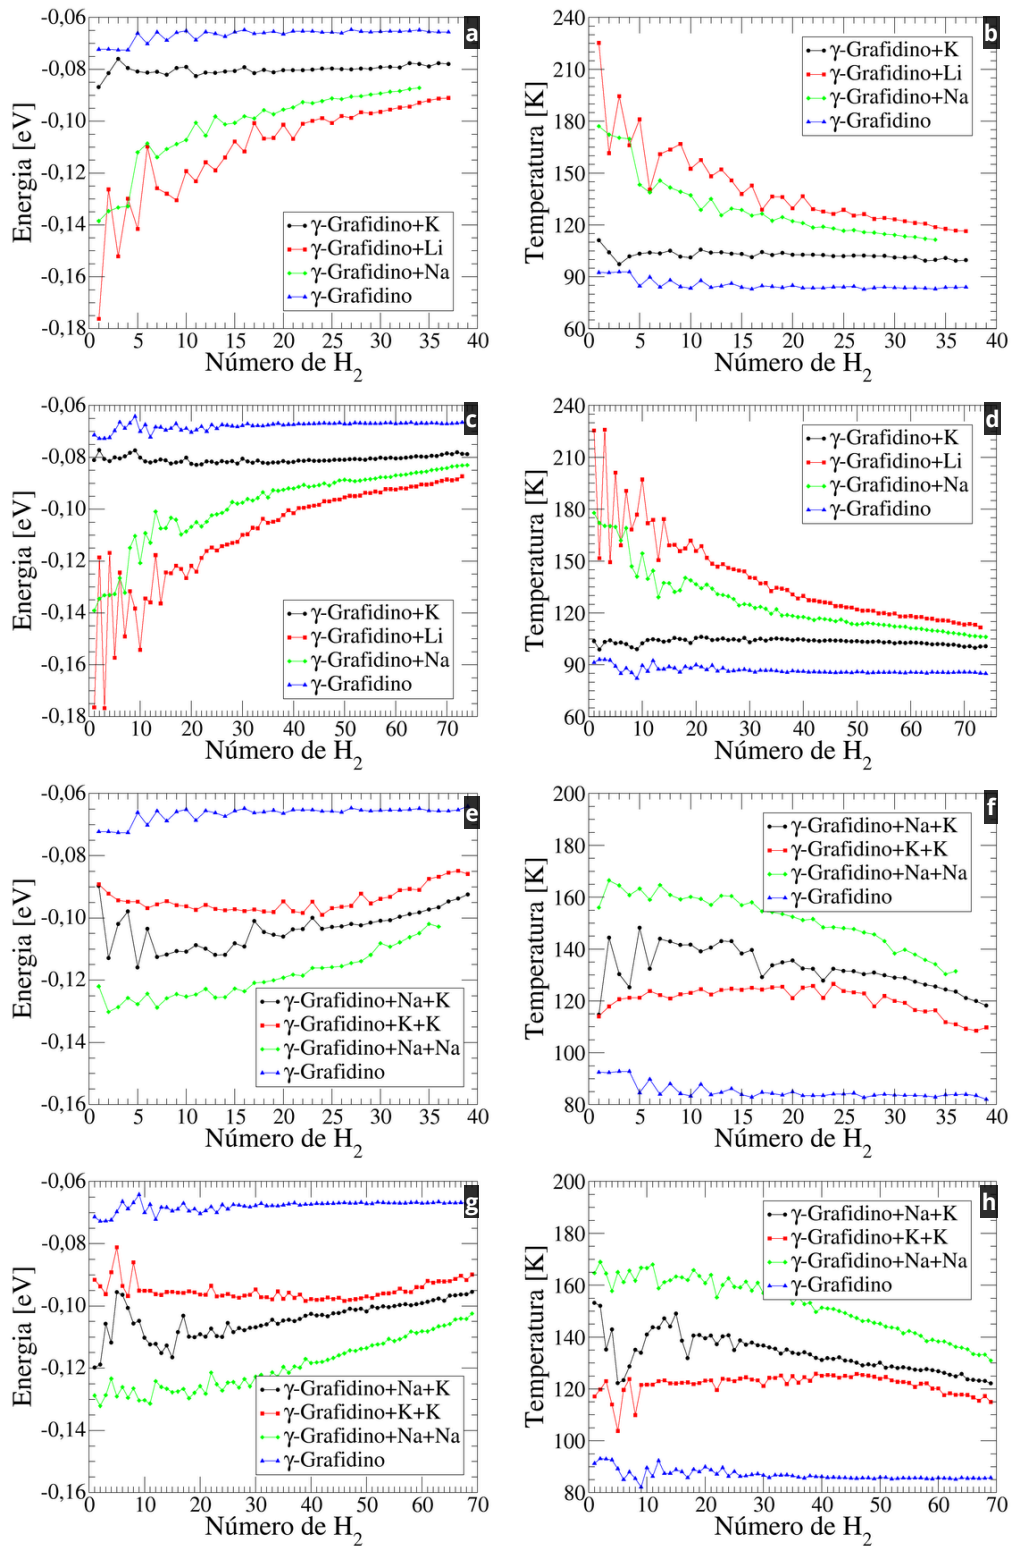 a
-0,06
-0,08
-0,10
-0,12
-0,14
-0,16
-0,18
Energia [eV]
γ-Grafidino+K
γ-Grafidino+Li
γ-Grafidino+Na
γ-Grafidino
0 5 10 15 20 25 30 35 40
Número de H2
b
240
210
180
150
120
90
60
Temperatura [K]
γ-Grafidino+K
γ-Grafidino+Li
γ-Grafidino+Na
γ-Grafidino
0 10 20 30 40
Número de H2
c
-0,06
-0,08
-0,10
-0,12
-0,14
-0,16
-0,18
Energia [eV]
γ-Grafidino+K
γ-Grafidino+Li
γ-Grafidino+Na
γ-Grafidino
0 10 20 30 40 50 60 70
Número de H2
d
240
210
180
150
120
90
60
Temperatura [K]
γ-Grafidino+K
γ-Grafidino+Li
γ-Grafidino+Na
γ-Grafidino
0 10 20 30 40 50 60 70
Número de H2
e
-0,06
-0,08
-0,10
-0,12
-0,14
-0,16
Energia [eV]
γ-Grafidino+Na+K
γ-Grafidino+K+K
γ-Grafidino+Na+Na
γ-Grafidino
0 5 10 15 20 25 30 35 40
Número de H2
f
200
180
160
140
120
100
80
Temperatura [K]
γ-Grafidino+Na+K
γ-Grafidino+K+K
γ-Grafidino+Na+Na
γ-Grafidino
0 5 10 15 20 25 30 35 40
Número de H2
g
-0,06
-0,08
-0,10
-0,12
-0,14
-0,16
Energia [eV]
γ-Grafidino+Na+K
γ-Grafidino+K+K
γ-Grafidino+Na+Na
γ-Grafidino
0 10 20 30 40 50 60 70
Número de H2
h
200
180
160
140
120
100
80
Temperatura [K]
γ-Grafidino+Na+K
γ-Grafidino+K+K
γ-Grafidino+Na+Na
γ-Grafidino
0 10 20 30 40 50 60 70
Número de H2